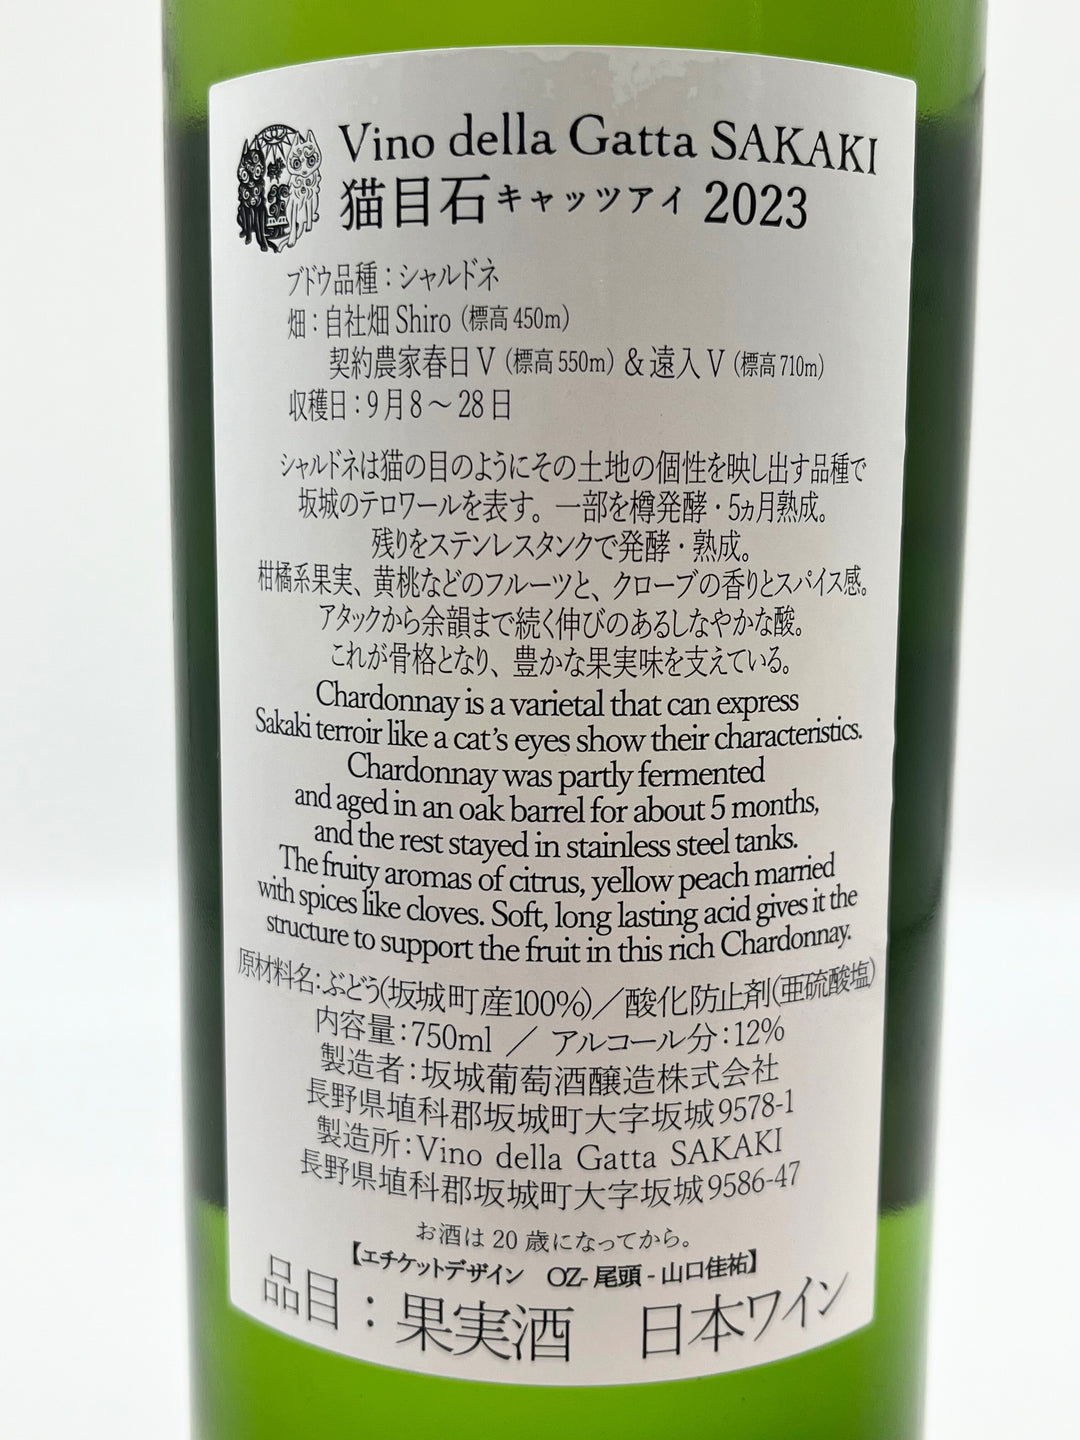 Vino della Gatta SAKAKI
猫目石キャッツアイ 2023
ブドウ品種：シャルドネ
畑：自社畑 Shiro（標高 450m）
契約農家春日 V（標高 550m）& 遠入 V（標高 710m）
収穫日：9月8～28日
シャルドネは猫の目のようにその土地の個性を映し出す品種で
坂城のテロワールを表す。一部を樽発酵・5ヵ月熟成。
残りをステンレスタンクで発酵・熟成。
柑橘系果実、黄桃などのフルーツと、クローブの香りとスパイス感。
アタックから余韻まで続く伸びのあるしなやかな酸。
これが骨格となり、豊かな果実味を支えている。
Chardonnay is a varietal that can express
Sakaki terroir like a cat's eyes show their characteristics.
Chardonnay was partly fermented
and aged in an oak barrel for about 5 months,
and the rest stayed in stainless steel tanks.
The fruity aromas of citrus, yellow peach married
with spices like cloves. Soft, long lasting acid gives it the
structure to support the fruit in this rich Chardonnay.
原材料名：ぶどう（坂城町産100%）／酸化防止剤（亜硫酸塩）
内容量：750ml ／ アルコール分：12%
製造者：坂城葡萄酒醸造株式会社
長野県埴科郡坂城町大字坂城9578-1
製造所：Vino della Gatta SAKAKI
長野県埴科郡坂城町大字坂城9586-47
お酒は 20 歳になってから。
【エチケットデザイン OZ- 尾頭 - 山口佳祐】
品目：果実酒 日本ワイン